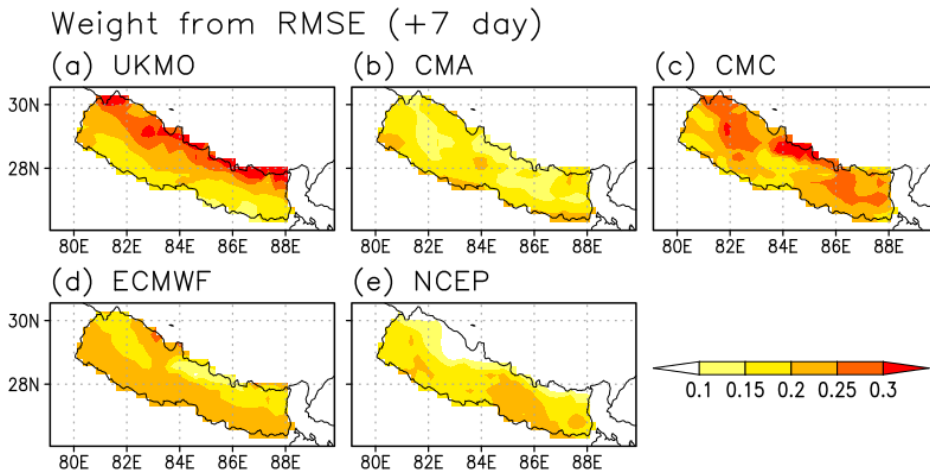 Weight from RMSE (+7 day)
(a) UKMO
(b) CMA
(c) CMC
30N
28N
80E 82E 84E 86E 88E
80E 82E 84E 86E 88E
80E 82E 84E 86E 88E
(d) ECMWF
(e) NCEP
30N
28N
80E 82E 84E 86E 88E
80E 82E 84E 86E 88E
0.1 0.15 0.2 0.25 0.3